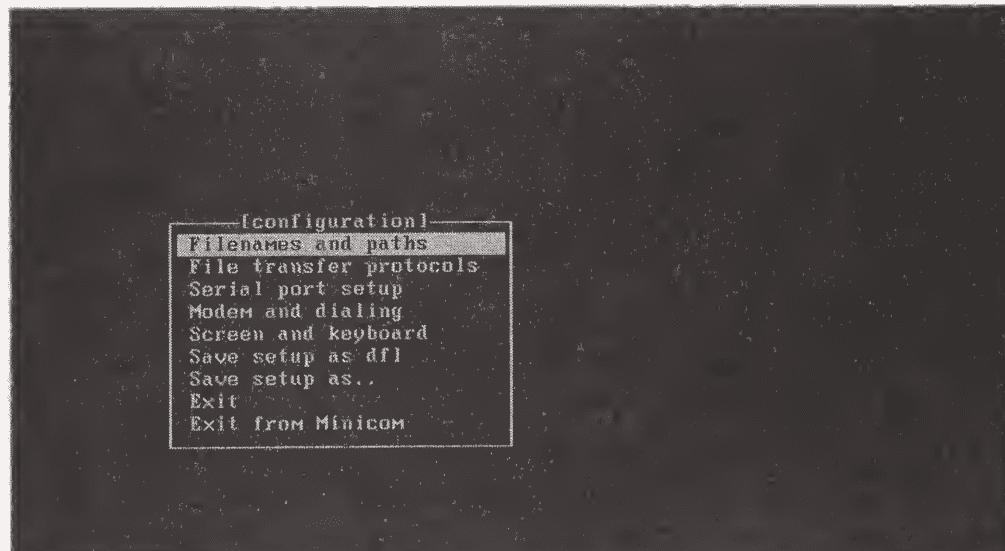 [configuration]
Filenames and paths
File transfer protocols
Serial port setup
Modem and dialing
Screen and keyboard
Save setup as dfl
Save setup as..
Exit
Exit from Minicom